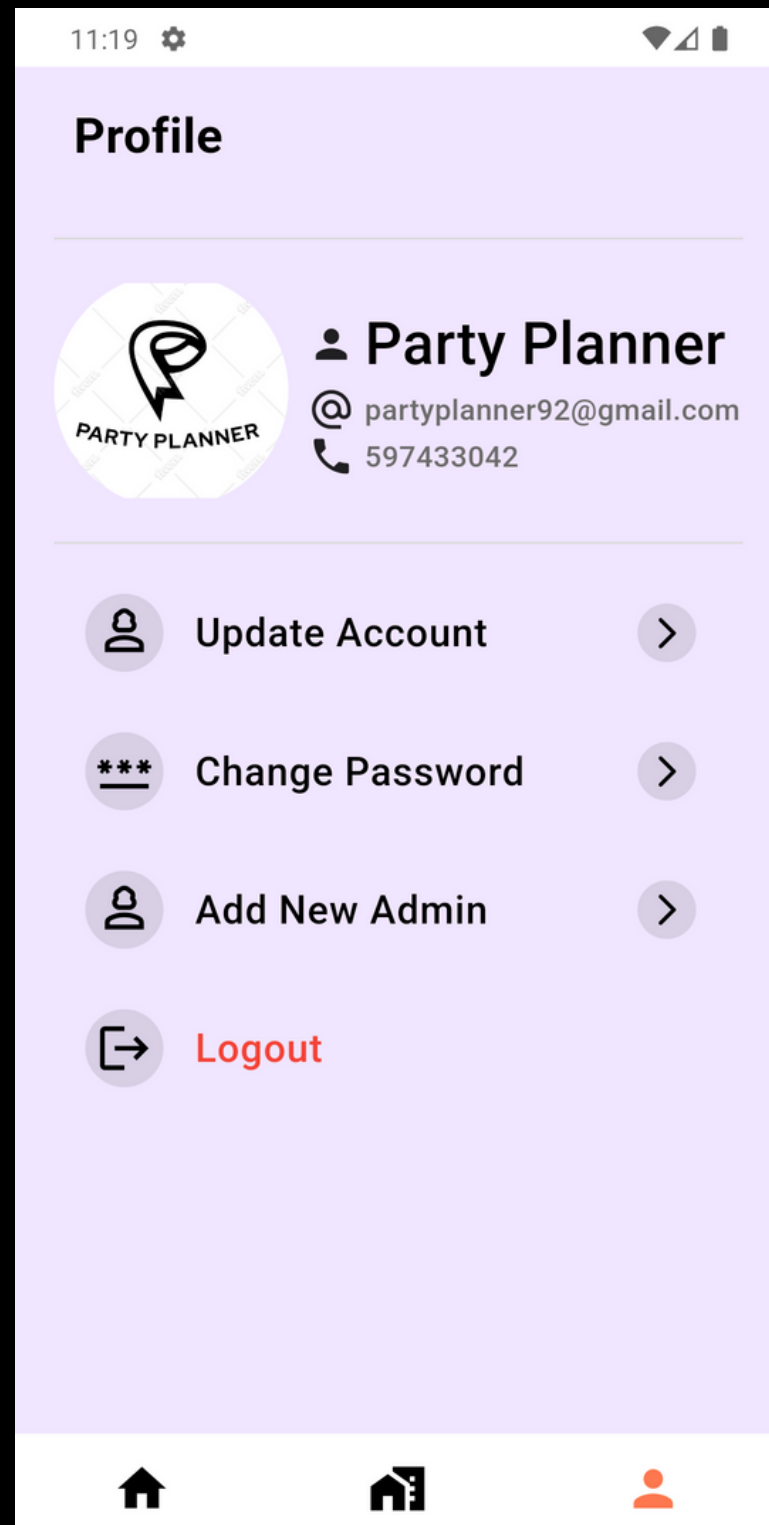 11:19
Profile
PARTY PLANNER
Party Planner
partyplanner92@gmail.com
597433042
Update Account
***
Change Password
Add New Admin
Logout